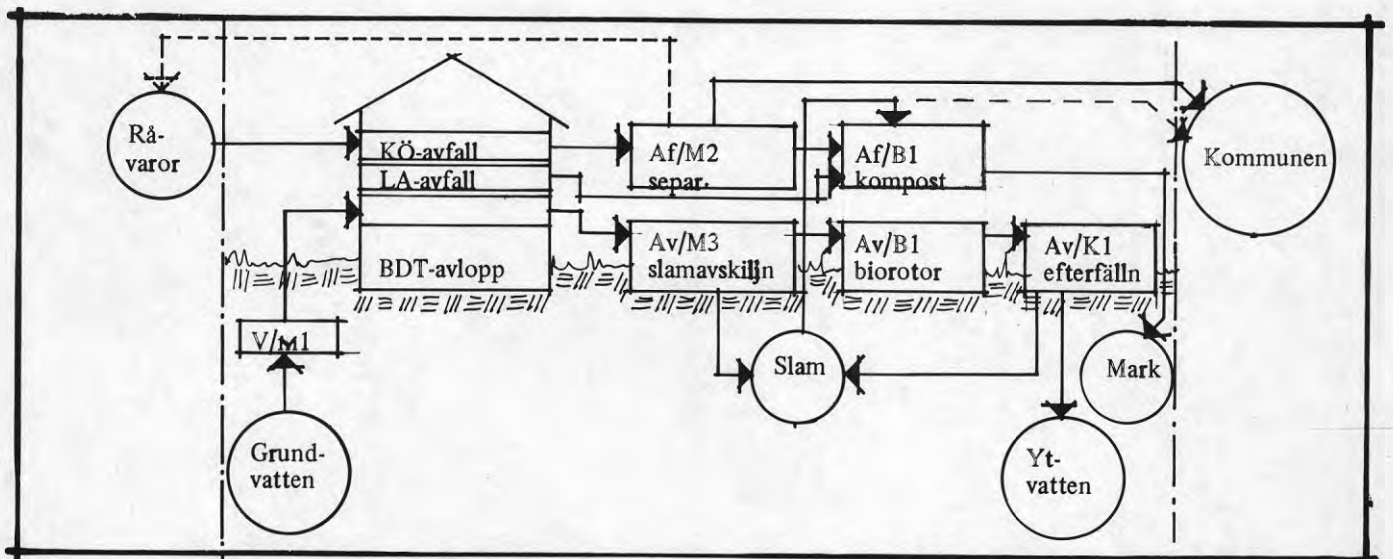 Rå-
varor
KÖ-avfall
LA-avfall
BDT-avlopp
V/M1
Grund-
vatten
Af/M2
separ.
Af/B1
kompost
Av/M3
slamavskiljn
Av/B1
biorotor
Av/K1
efterfälln
Slam
Mark
Yt-
vatten
Kommunen